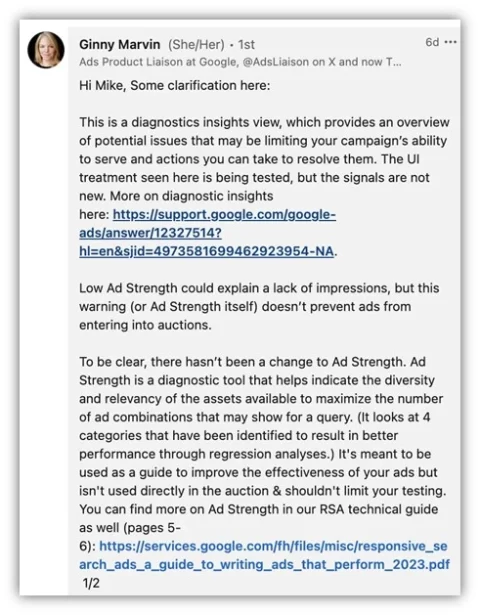 Ginny Marvin (She/Her) • 1st
6d •••
Ads Product Liaison at Google, @AdsLiaison on X and now T...
Hi Mike, Some clarification here:
This is a diagnostics insights view, which provides an overview
of potential issues that may be limiting your campaign's ability
to serve and actions you can take to resolve them. The UI
treatment seen here is being tested, but the signals are not
new. More on diagnostic insights
here: https://support.google.com/google-
ads/answer/12327514?
hl=en&sjid=4973581699462923954-NA.
Low Ad Strength could explain a lack of impressions, but this
warning (or Ad Strength itself) doesn't prevent ads from
entering into auctions.
To be clear, there hasn't been a change to Ad Strength. Ad
Strength is a diagnostic tool that helps indicate the diversity
and relevancy of the assets available to maximize the number
of ad combinations that may show for a query. (It looks at 4
categories that have been identified to result in better
performance through regression analyses.) It's meant to be
used as a guide to improve the effectiveness of your ads but
isn't used directly in the auction & shouldn't limit your testing.
You can find more on Ad Strength in our RSA technical guide
as well (pages 5-
6): https://services.google.com/fh/files/misc/responsive_se
arch_ads_a_guide_to_writing_ads_that_perform_2023.pdf
1/2